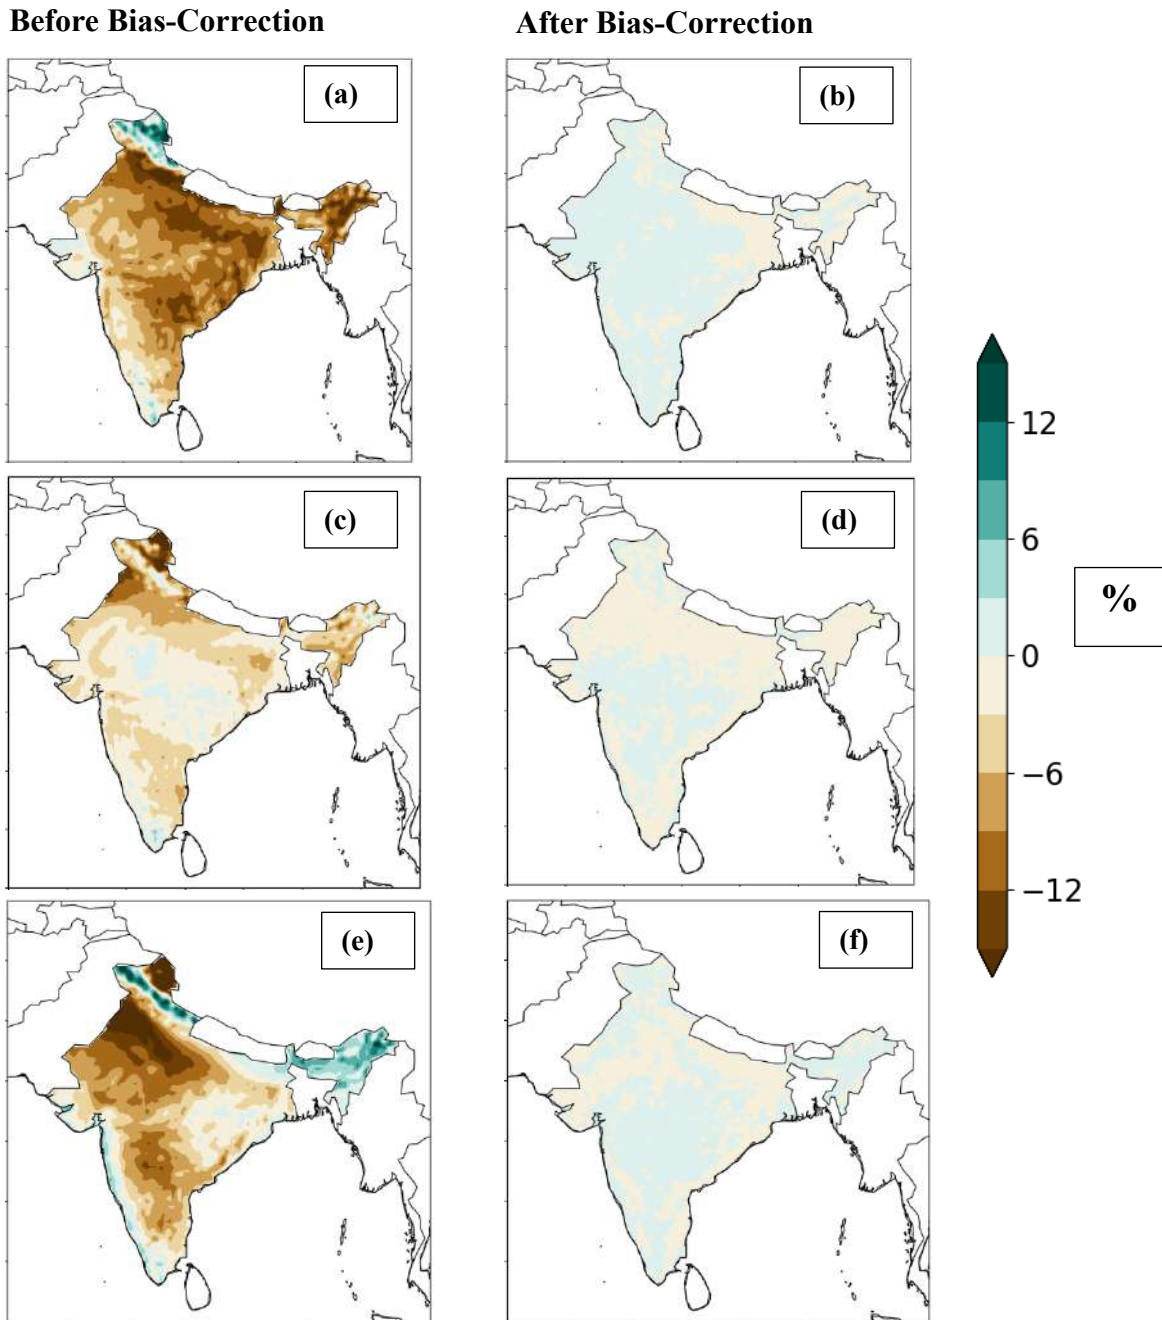 Before Bias-Correction
After Bias-Correction
(a)
(b)
(c)
(d)
(e)
(f)
12
6
0
−6
−12
%